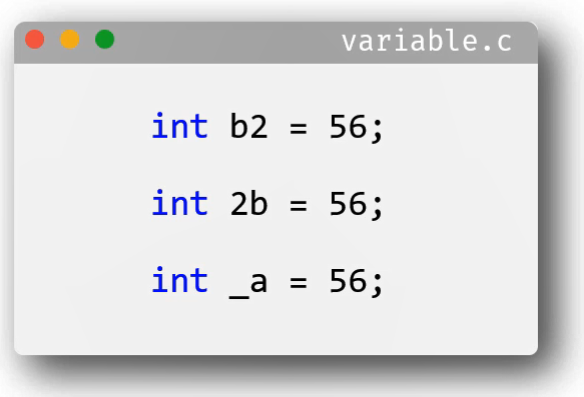 variable.c
int b2 = 56;
int 2b = 56;
int _a = 56;